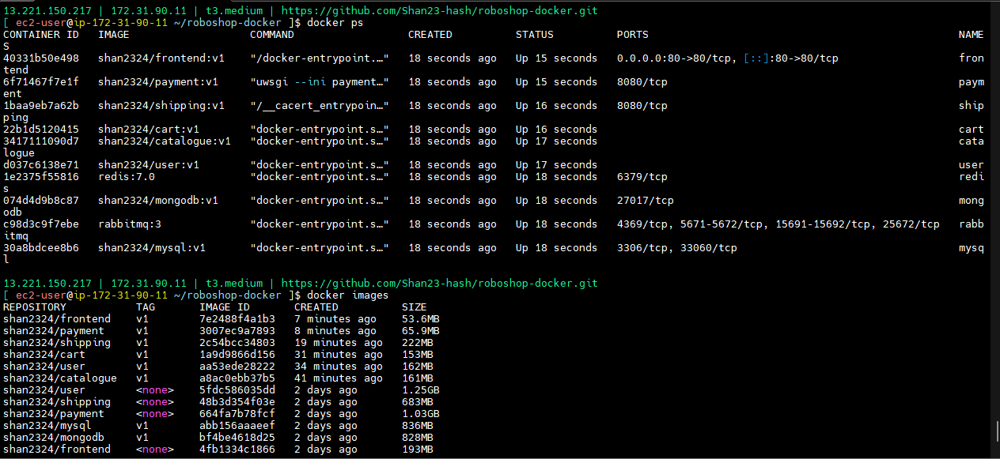 13.221.150.217 | 172.31.90.11 | t3.medium | https://github.com/Shan23-hash/roboshop-docker.git
[ ec2-user@ip-172-31-90-11 ~/roboshop-docker ]$ docker ps
CONTAINER ID   IMAGE                   COMMAND                  CREATED          STATUS          PORTS                                                 NAME
S
40331b50e498   shan2324/frontend:v1    "/docker-entrypoint.…"   18 seconds ago   Up 15 seconds   0.0.0.0:80->80/tcp, [::]:80->80/tcp                   fron
tend
6f71467f7e1f   shan2324/payment:v1     "uwsgi --ini payment…"   18 seconds ago   Up 15 seconds   8080/tcp                                              paym
ent
1baa9eb7a62b   shan2324/shipping:v1    "/__cacert_entrypoin…"   18 seconds ago   Up 16 seconds   8080/tcp                                              ship
ping
22b1d5120415   shan2324/cart:v1        "docker-entrypoint.s…"   18 seconds ago   Up 16 seconds                                                         cart
3417111090d7   shan2324/catalogue:v1   "docker-entrypoint.s…"   18 seconds ago   Up 17 seconds                                                         cata
logue
d037c6138e71   shan2324/user:v1        "docker-entrypoint.s…"   18 seconds ago   Up 17 seconds                                                         user
1e2375f55816   redis:7.0               "docker-entrypoint.s…"   18 seconds ago   Up 18 seconds   6379/tcp                                              redi
s
074d4d9b8c87   shan2324/mongodb:v1     "docker-entrypoint.s…"   18 seconds ago   Up 18 seconds   27017/tcp                                             mong
odb
c98d3c9f7ebe   rabbitmq:3              "docker-entrypoint.s…"   18 seconds ago   Up 18 seconds   4369/tcp, 5671-5672/tcp, 15691-15692/tcp, 25672/tcp   rabb
itmq
30a8bdcee8b6   shan2324/mysql:v1       "docker-entrypoint.s…"   18 seconds ago   Up 18 seconds   3306/tcp, 33060/tcp                                   mysq
l
13.221.150.217 | 172.31.90.11 | t3.medium | https://github.com/Shan23-hash/roboshop-docker.git
[ ec2-user@ip-172-31-90-11 ~/roboshop-docker ]$ docker images
REPOSITORY           TAG       IMAGE ID       CREATED          SIZE
shan2324/frontend    v1        7e2488f4a1b3   7 minutes ago    53.6MB
shan2324/payment     v1        3007ec9a7893   8 minutes ago    65.9MB
shan2324/shipping    v1        2c54bcc34803   19 minutes ago   222MB
shan2324/cart        v1        1a9d9866d156   31 minutes ago   153MB
shan2324/user        v1        aa53ede28222   34 minutes ago   162MB
shan2324/catalogue   v1        a8ac0ebb37b5   41 minutes ago   161MB
shan2324/user        <none>    5fdc586035dd   2 days ago       1.25GB
shan2324/shipping    <none>    48b3d354f03e   2 days ago       683MB
shan2324/payment     <none>    664fa7b78fcf   2 days ago       1.03GB
shan2324/mysql       v1        abb156aaaeef   2 days ago       836MB
shan2324/mongodb     v1        bf4be4618d25   2 days ago       828MB
shan2324/frontend    <none>    4fb1334c1866   2 days ago       193MB